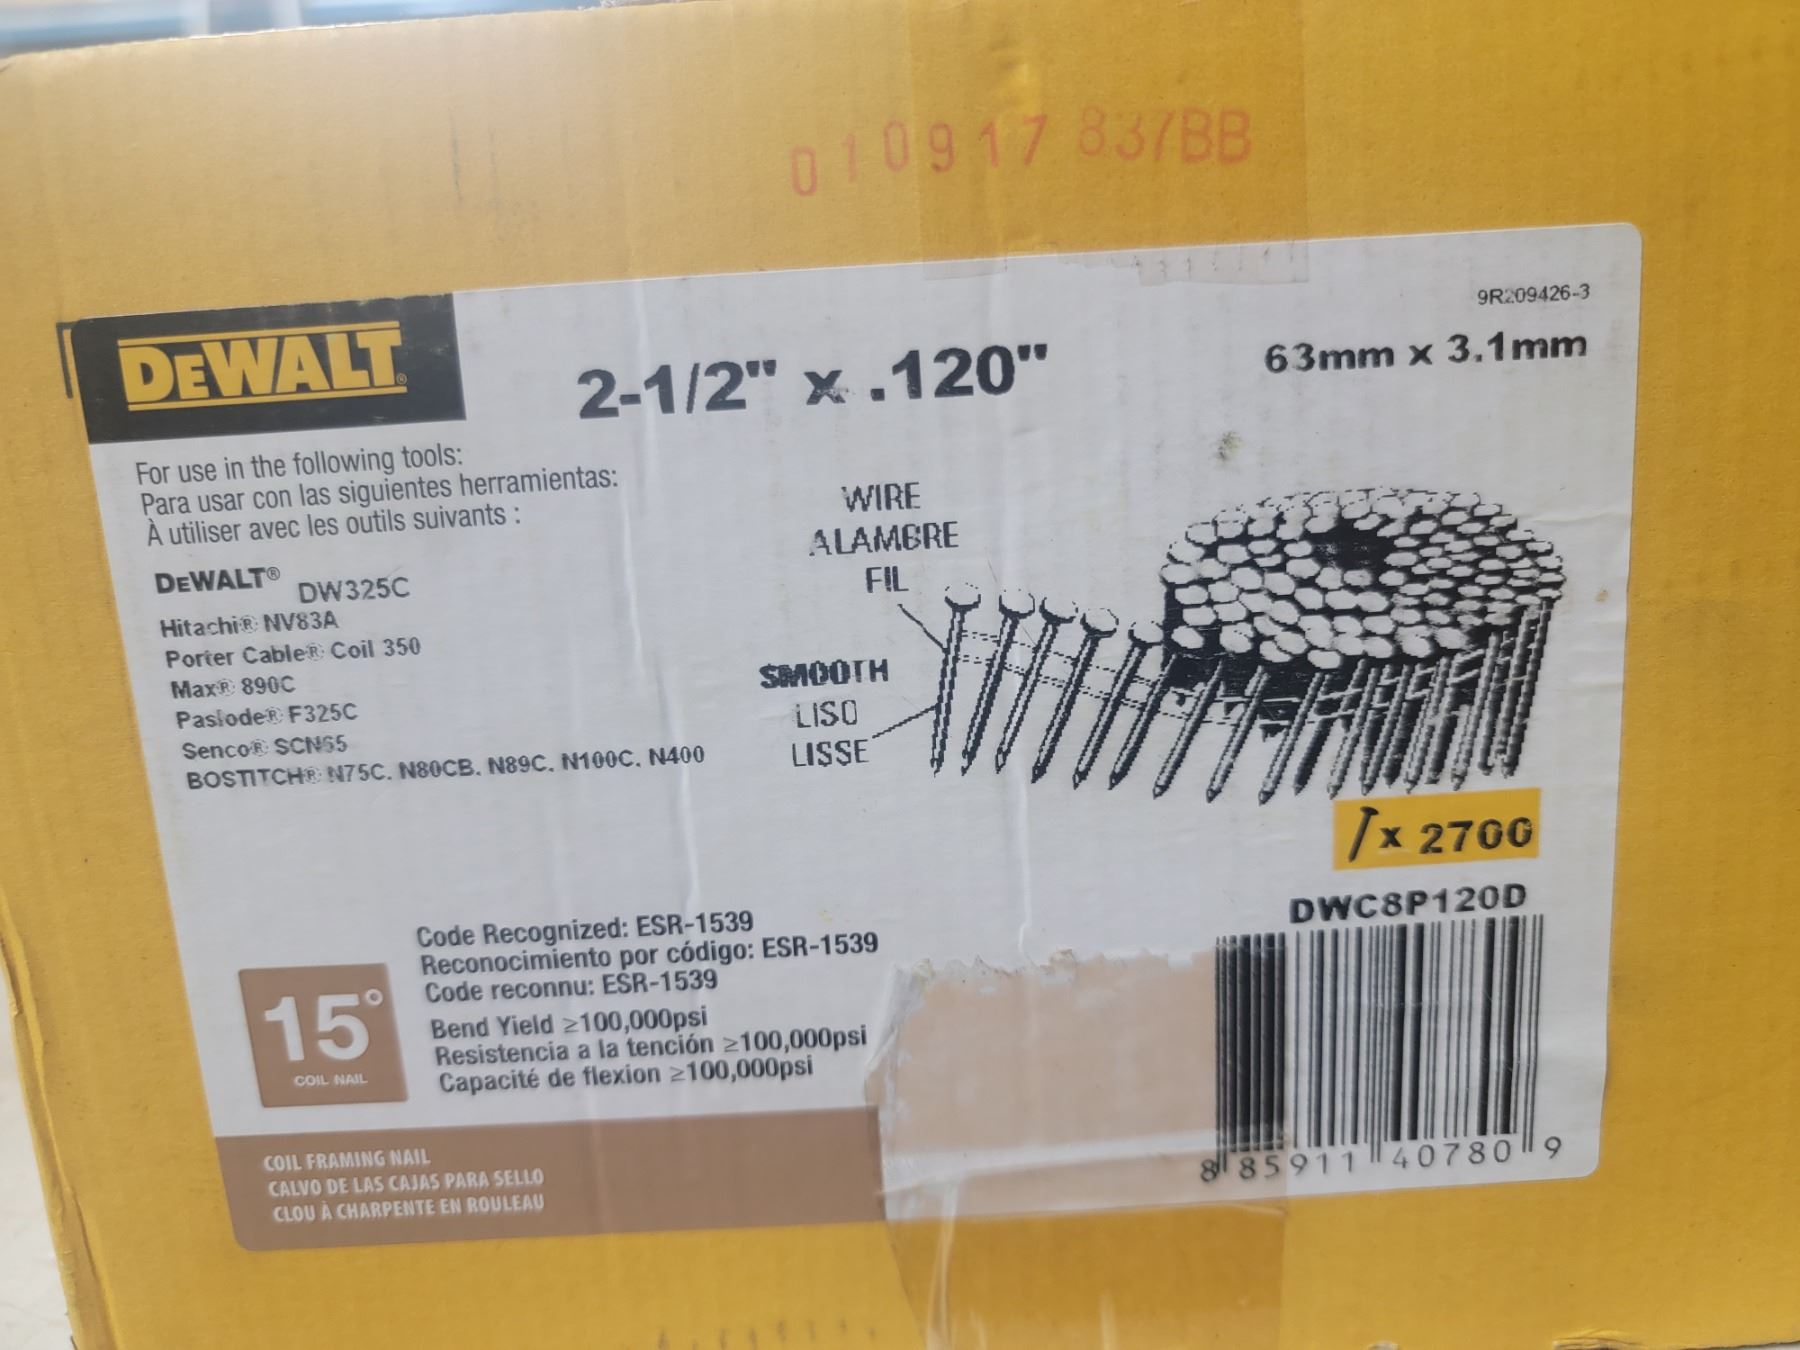 010917 837BB
9R209426-3
DEWALT®
2-1/2" x .120"
63mm x 3.1mm
For use in the following tools:
Para usar con las siguientes herramientas:
À utiliser avec les outils suivants :
DEWALT® DW325C
Hitachi® NV83A
Porter Cable® Coil 350
Max® 890C
Paslode® F325C
Senco® SCN65
BOSTITCH® N75C, N80CB, N89C, N100C, N400
WIRE
ALAMBRE
FIL
SMOOTH
LISO
LISSE
x 2700
DWC8P120D
Code Recognized: ESR-1539
Reconocimiento por código: ESR-1539
Code reconnu: ESR-1539
Bend Yield ≥100,000psi
Resistencia a la tención ≥100,000psi
Capacité de flexion ≥100,000psi
15°
COIL NAIL
COIL FRAMING NAIL
CALVO DE LAS CAJAS PARA SELLO
CLOU À CHARPENTE EN ROULEAU
8 85911 40780 9